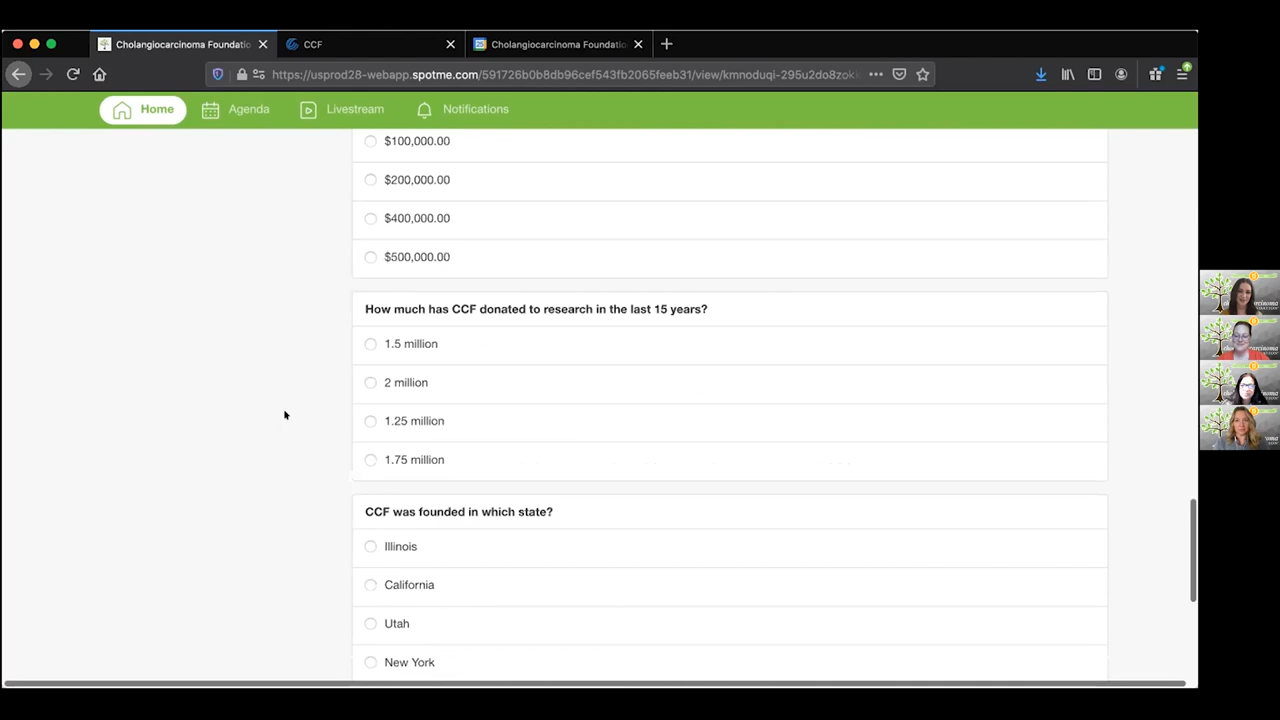 Cholangiocarcinoma Foundatio
CCF
Cholangiocarcinoma Foundatio
https://usprod28-webapp.spotme.com/591726b0b8db96cef543fb2065feeb31/view/kmnoduqi-295u2do8zok
Home
Agenda
Livestream
Notifications
$100,000.00
$200,000.00
$400,000.00
$500,000.00
How much has CCF donated to research in the last 15 years?
1.5 million
2 million
1.25 million
1.75 million
CCF was founded in which state?
Illinois
California
Utah
New York